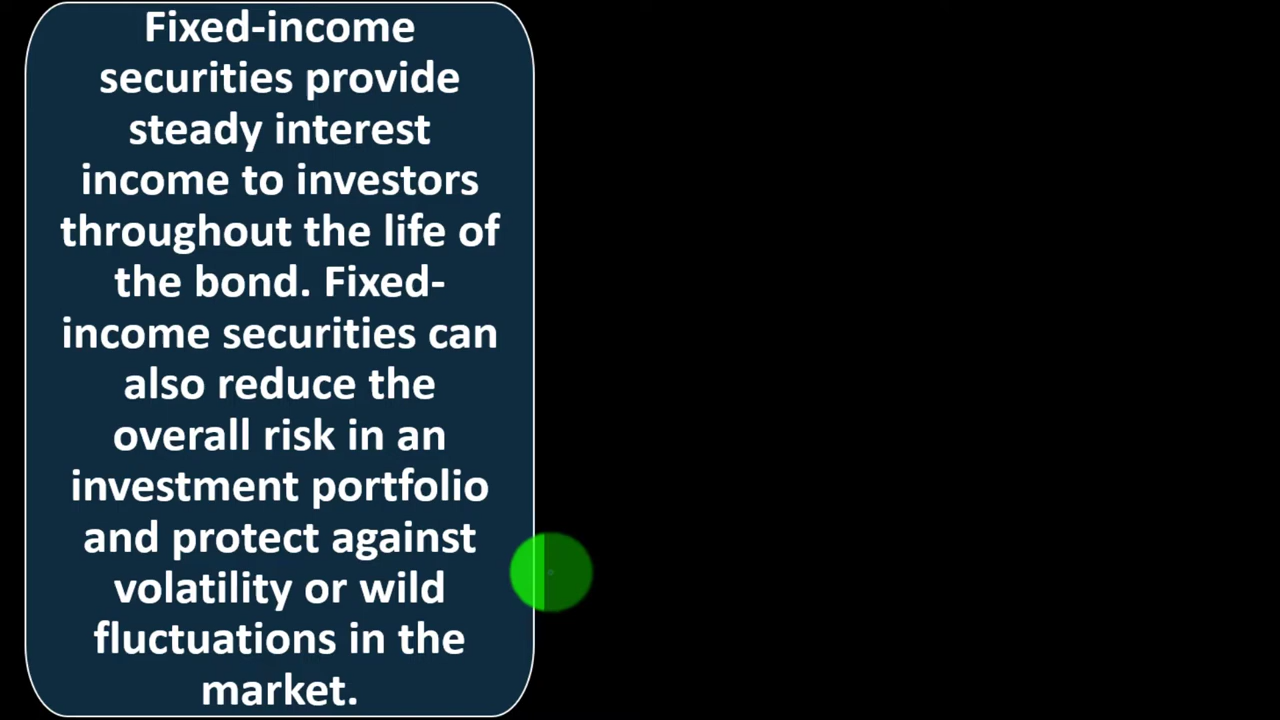 Fixed-income
securities provide
steady interest
income to investors
throughout the life of
the bond. Fixed-
income securities can
also reduce the
overall risk in an
investment portfolio
and protect against
volatility or wild
fluctuations in the
market.